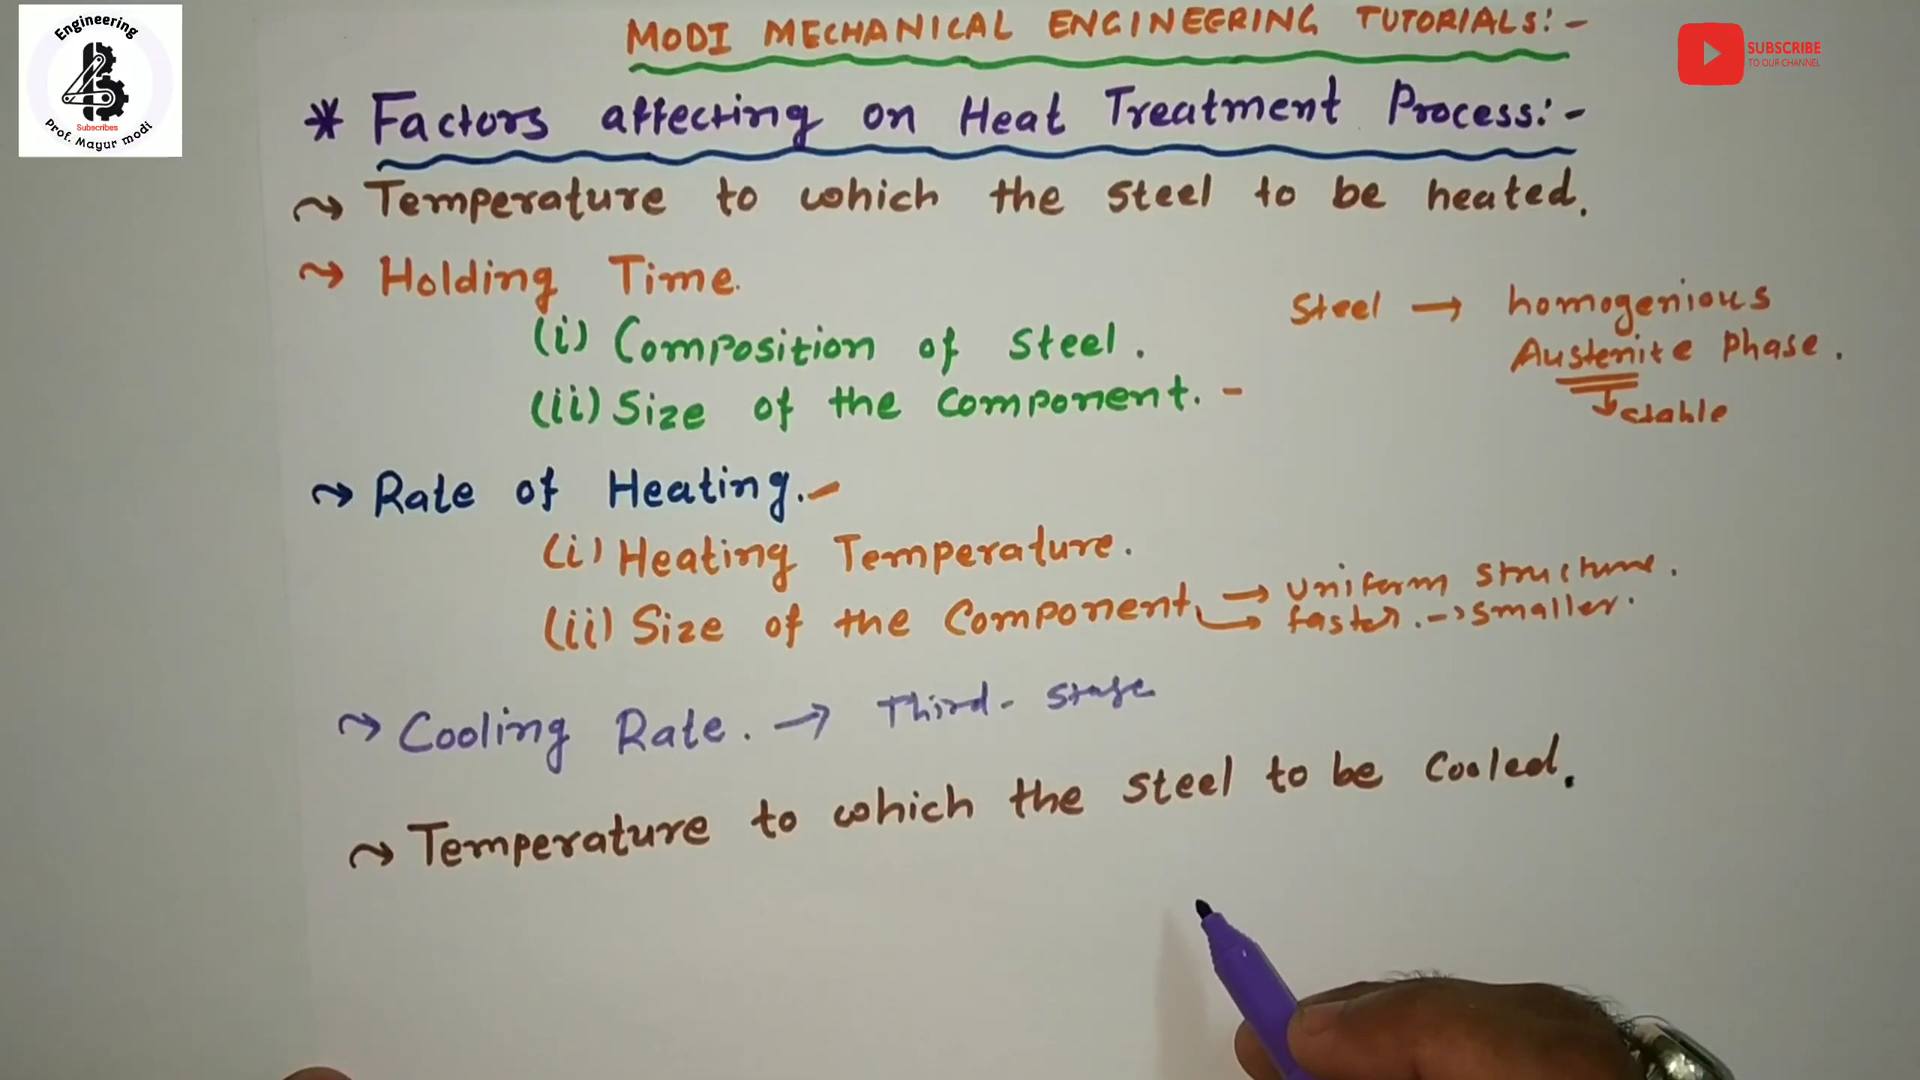 Engineering
Subscribes
Prof. Mayur modi
MODI MECHANICAL ENGINEERING TUTORIALS:-
SUBSCRIBE
TO OUR CHANNEL
* Factors affecting on Heat Treatment Process:-
Temperature to which the steel to be heated.
Holding Time.
(i) Composition of steel.
(ii) Size of the component. -
Steel → homogenious
Austenite phase.
stable
Rate of Heating. -
(i) Heating Temperature.
(ii) Size of the component → uniform structure.
faster. → smaller.
Cooling Rate. → Third - stage
Temperature to which the steel to be cooled.